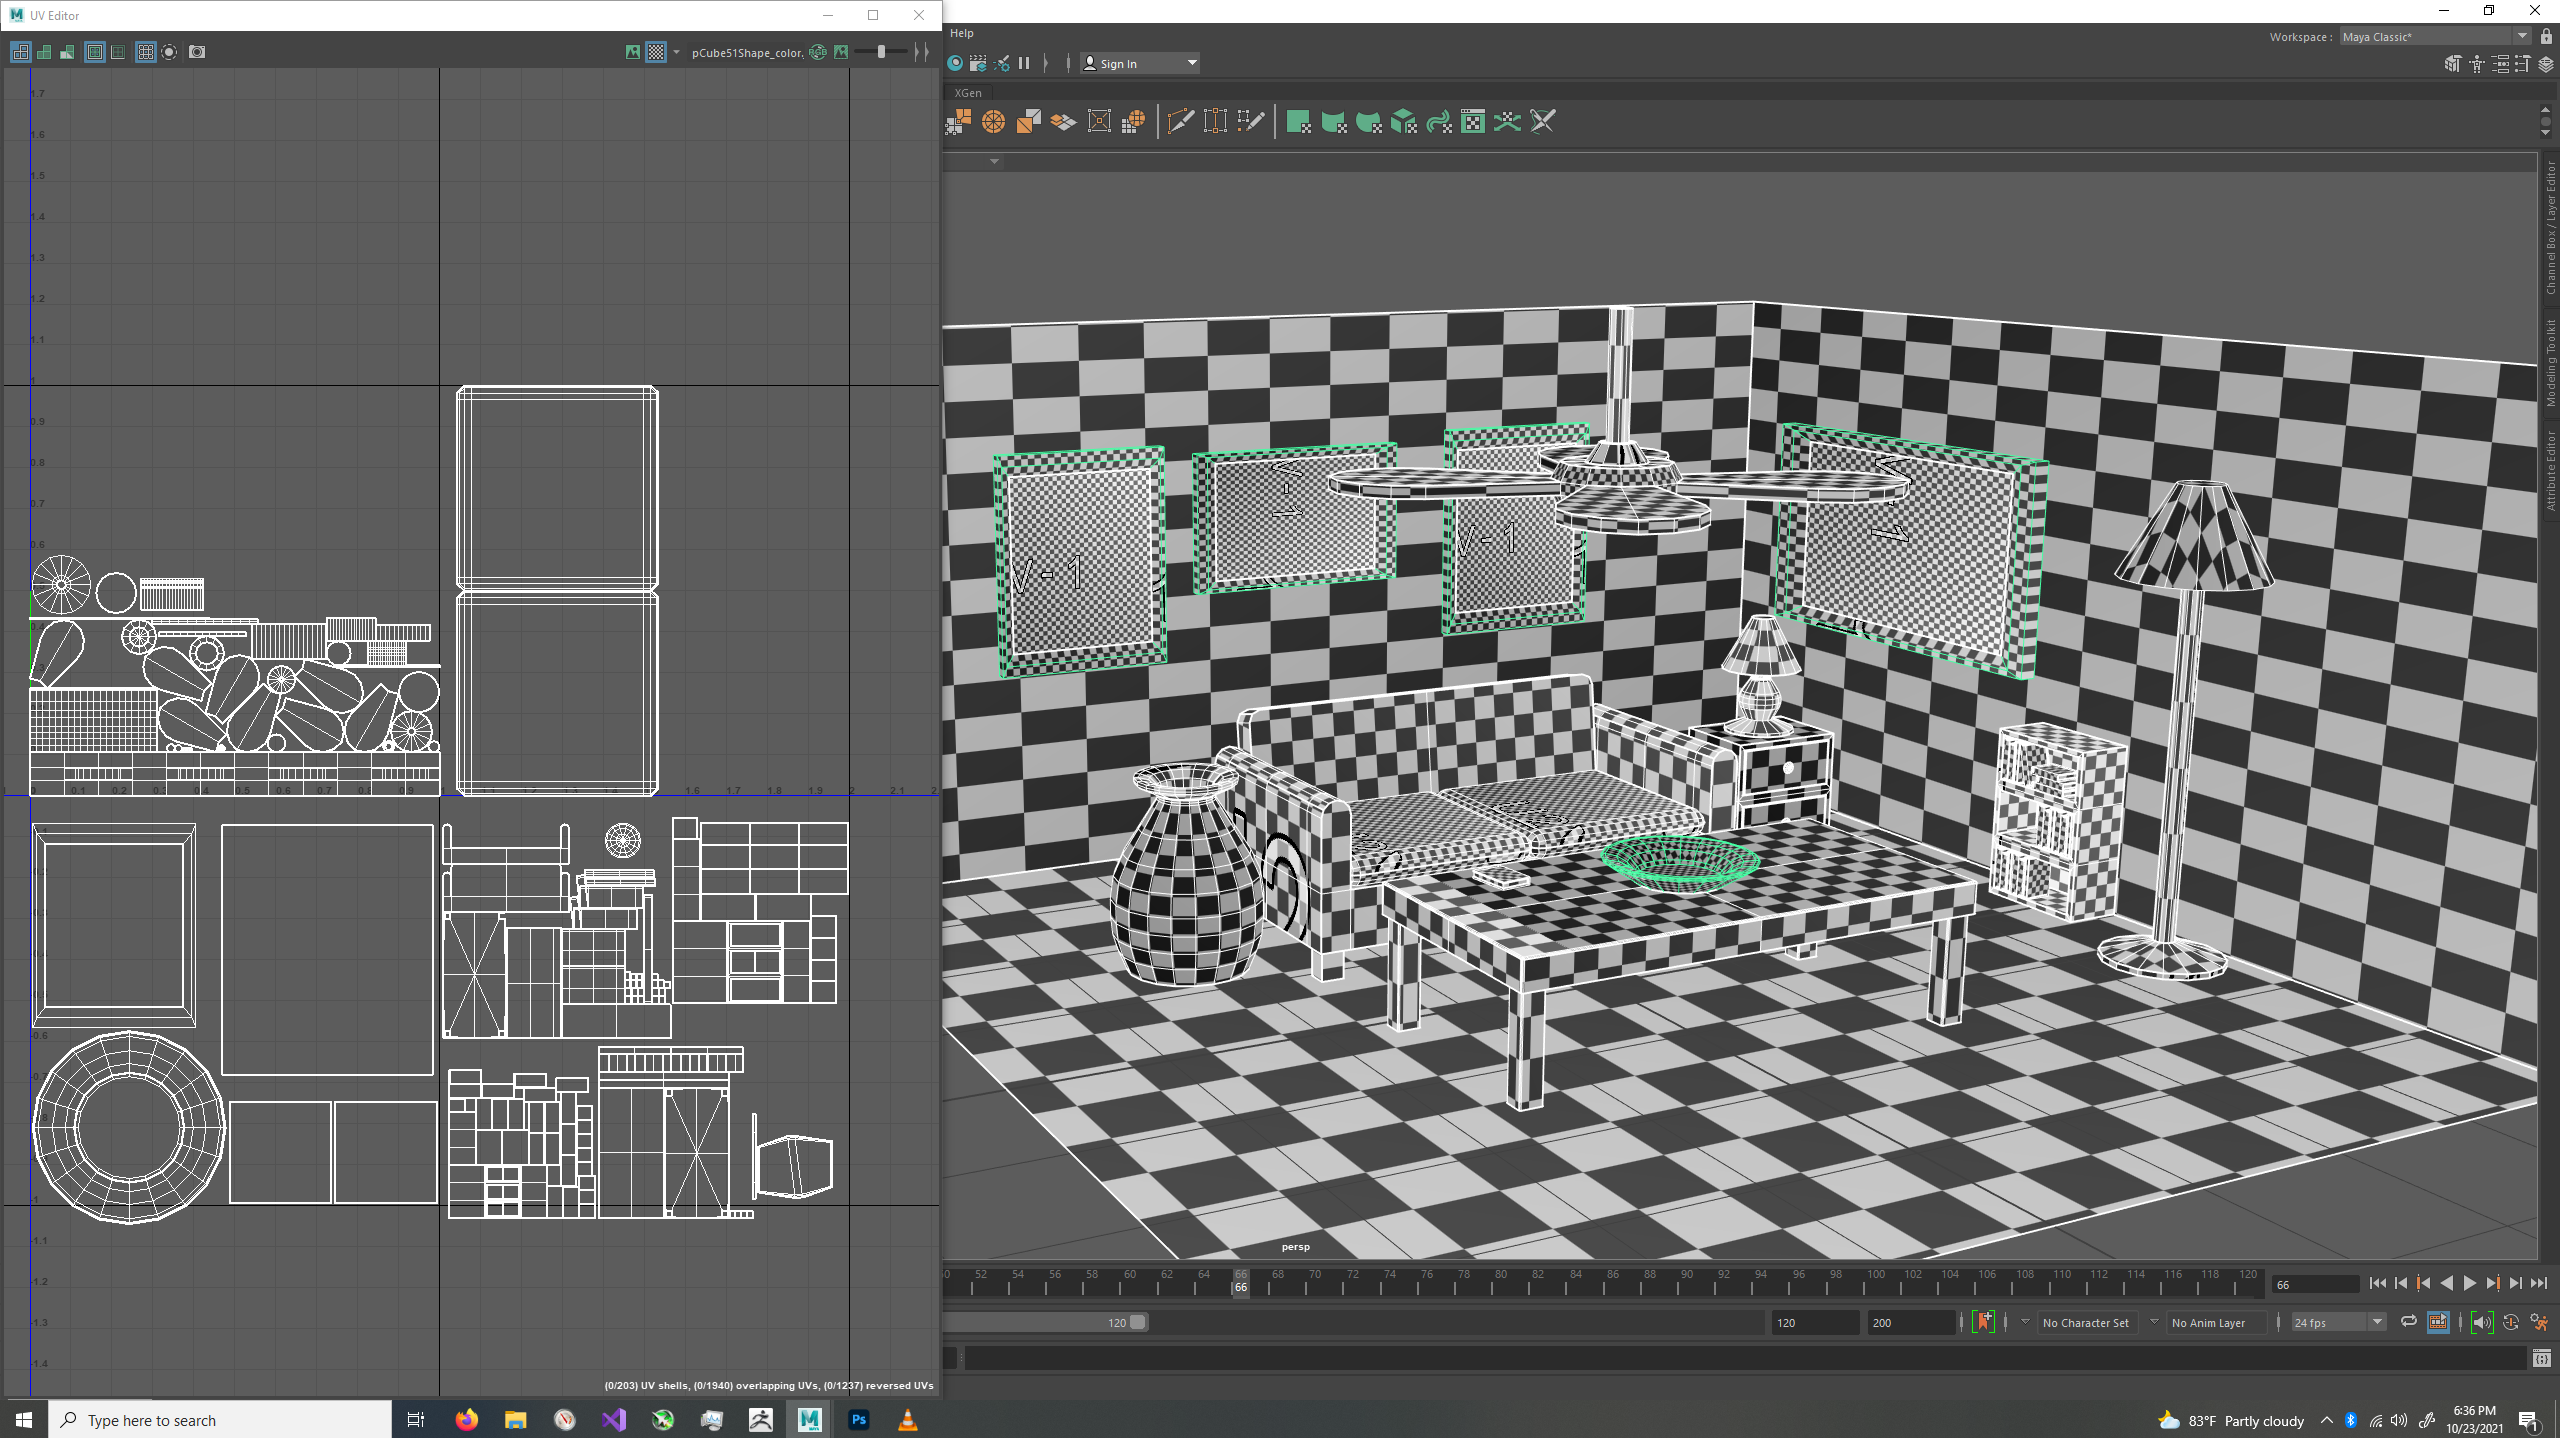 UV Editor
Help
Workspace : Maya Classic*
pCube51Shape_color.
Sign In
XGen
1.7
1.6
1.5
1.4
1.3
1.2
1.1
1
0.9
0.8
0.7
0.6
0.1 0.2 0.3 0.4 0.5 0.6 0.7 0.8 0.9 1.6 1.7 1.8 1.9 2 2.1 2.
-1.1
-1.2
-1.3
-1.4
(0/203) UV shells, (0/1940) overlapping UVs, (0/1237) reversed UVs
V-1
V-1
V-1
persp
Channel Box / Layer Editor
Modeling Toolkit
Attribute Editor
52 54 56 58 60 62 64 66 68 70 72 74 76 78 80 82 84 86 88 90 92 94 96 98 100 102 104 106 108 110 112 114 116 118 120
66
66
120
120
200
No Character Set
No Anim Layer
24 fps
Type here to search
Ps
83°F Partly cloudy
6:36 PM
10/23/2021
1